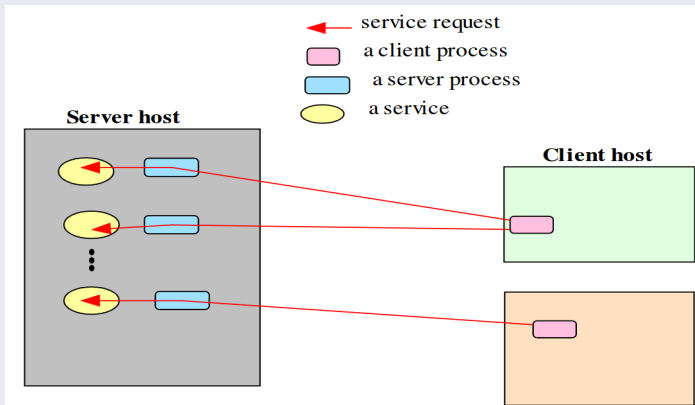 service request
a client process
a server process
a service
Server host
Client host